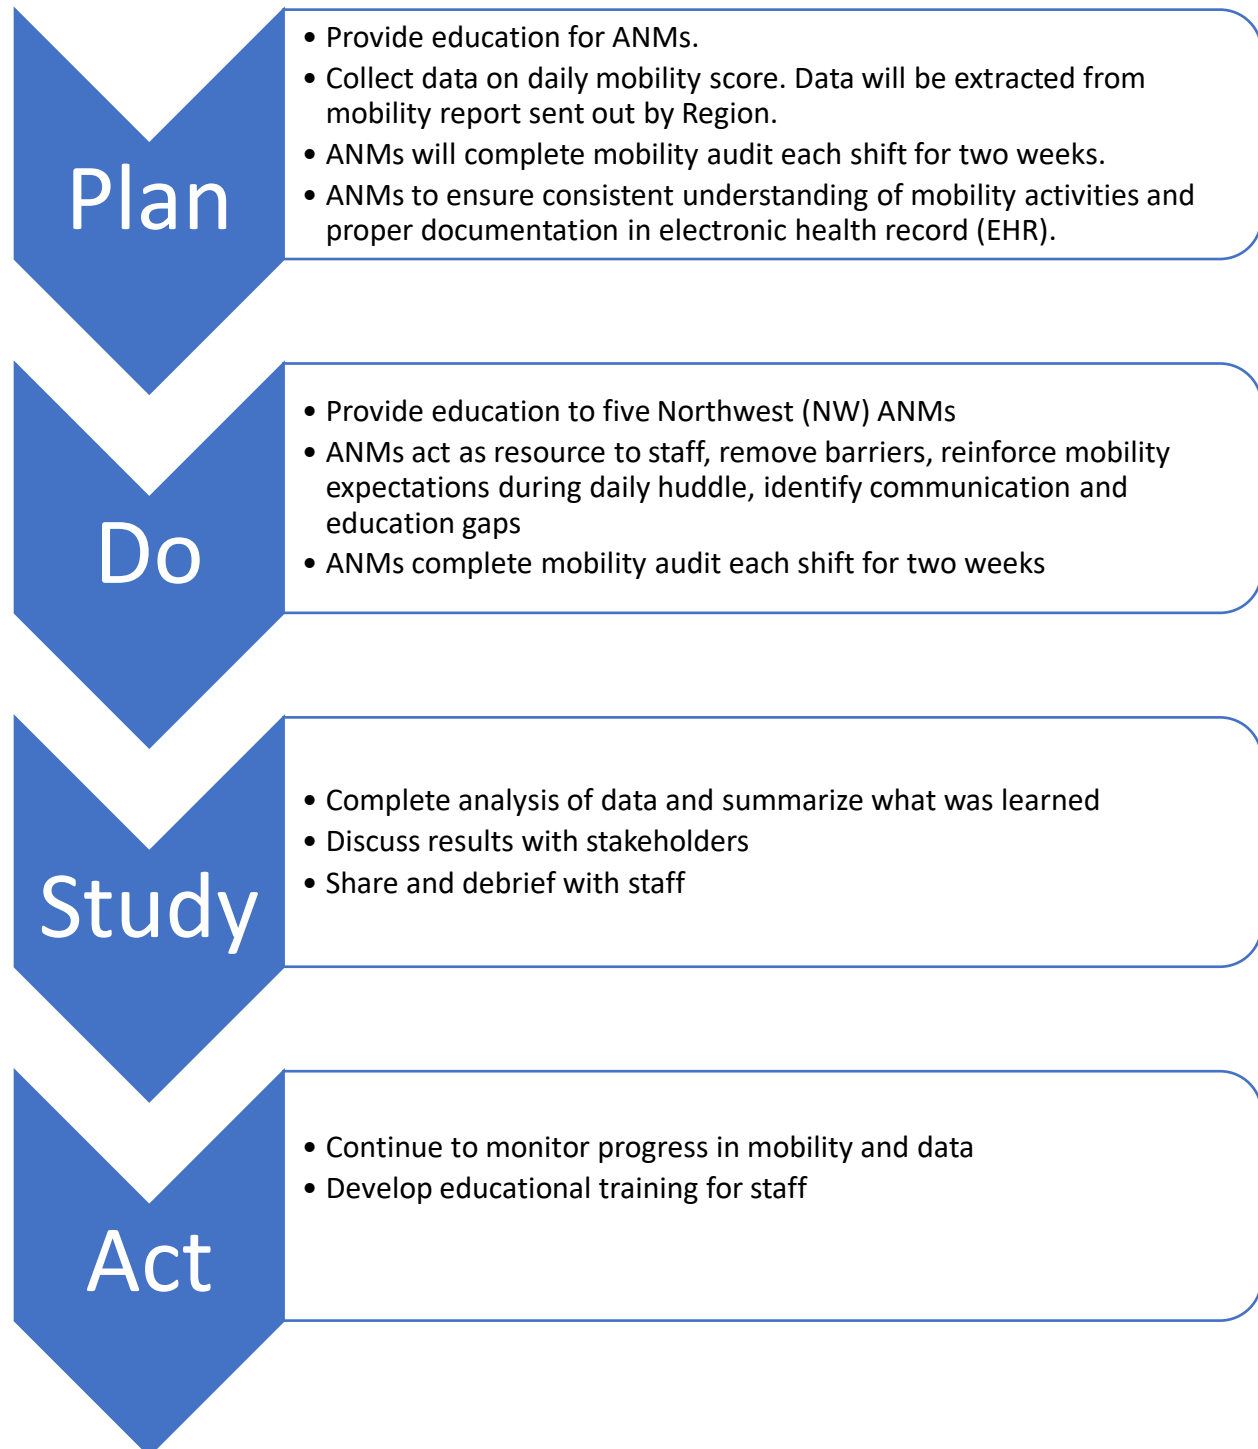 Plan
• Provide education for ANMs.
• Collect data on daily mobility score. Data will be extracted from
mobility report sent out by Region.
• ANMs will complete mobility audit each shift for two weeks.
• ANMs to ensure consistent understanding of mobility activities and
proper documentation in electronic health record (EHR).
Do
• Provide education to five Northwest (NW) ANMs
• ANMs act as resource to staff, remove barriers, reinforce mobility
expectations during daily huddle, identify communication and
education gaps
• ANMs complete mobility audit each shift for two weeks
Study
• Complete analysis of data and summarize what was learned
• Discuss results with stakeholders
• Share and debrief with staff
Act
• Continue to monitor progress in mobility and data
• Develop educational training for staff